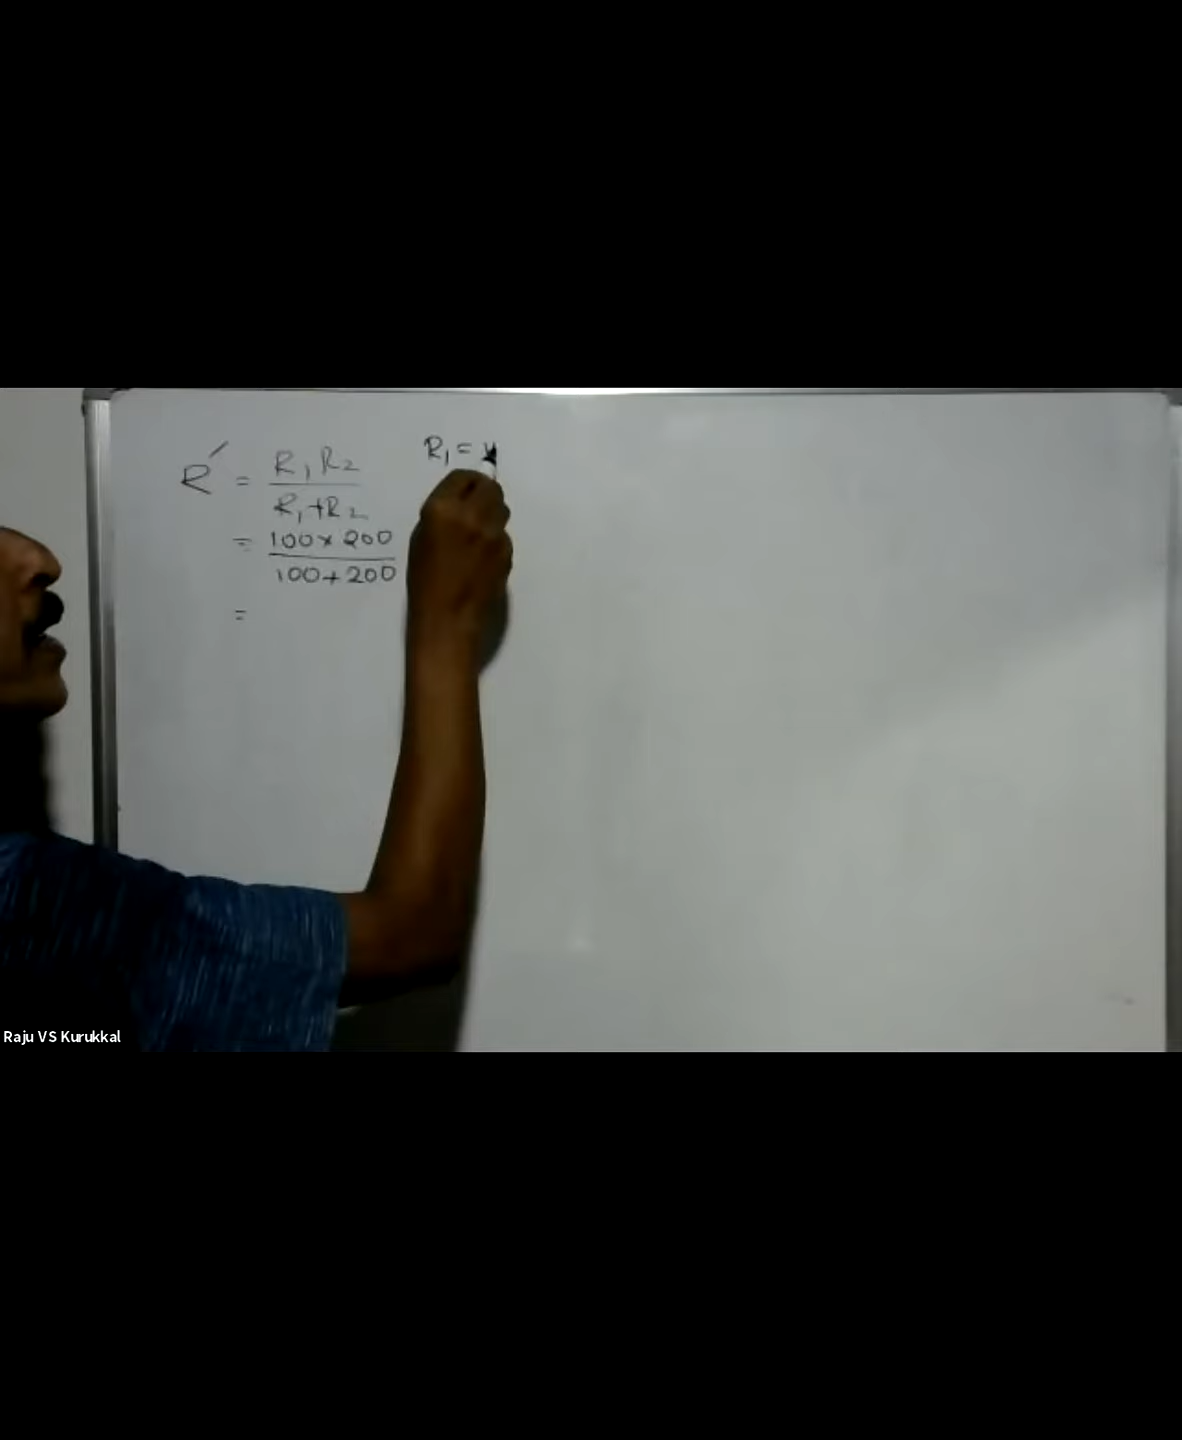 R′ = R₁R₂ / R₁+R₂
R₁ =
= 100 × 200 / 100 + 200
=
Raju VS Kurukkal